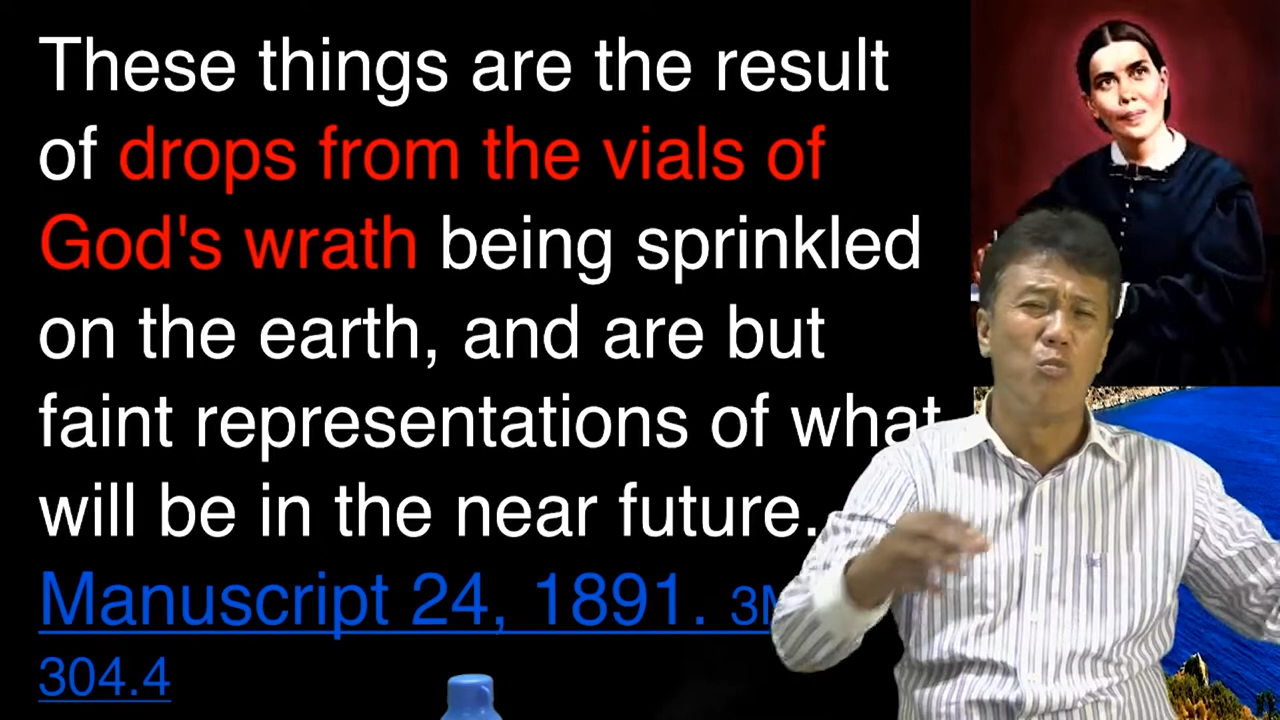 These things are the result
of drops from the vials of
God's wrath being sprinkled
on the earth, and are but
faint representations of what
will be in the near future.
Manuscript 24, 1891.
304.4